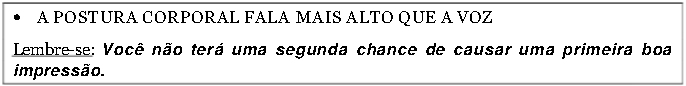 • A POSTURA CORPORAL FALA MAIS ALTO QUE A VOZ
Lembre-se: Você não terá uma segunda chance de causar uma primeira boa
impressão.